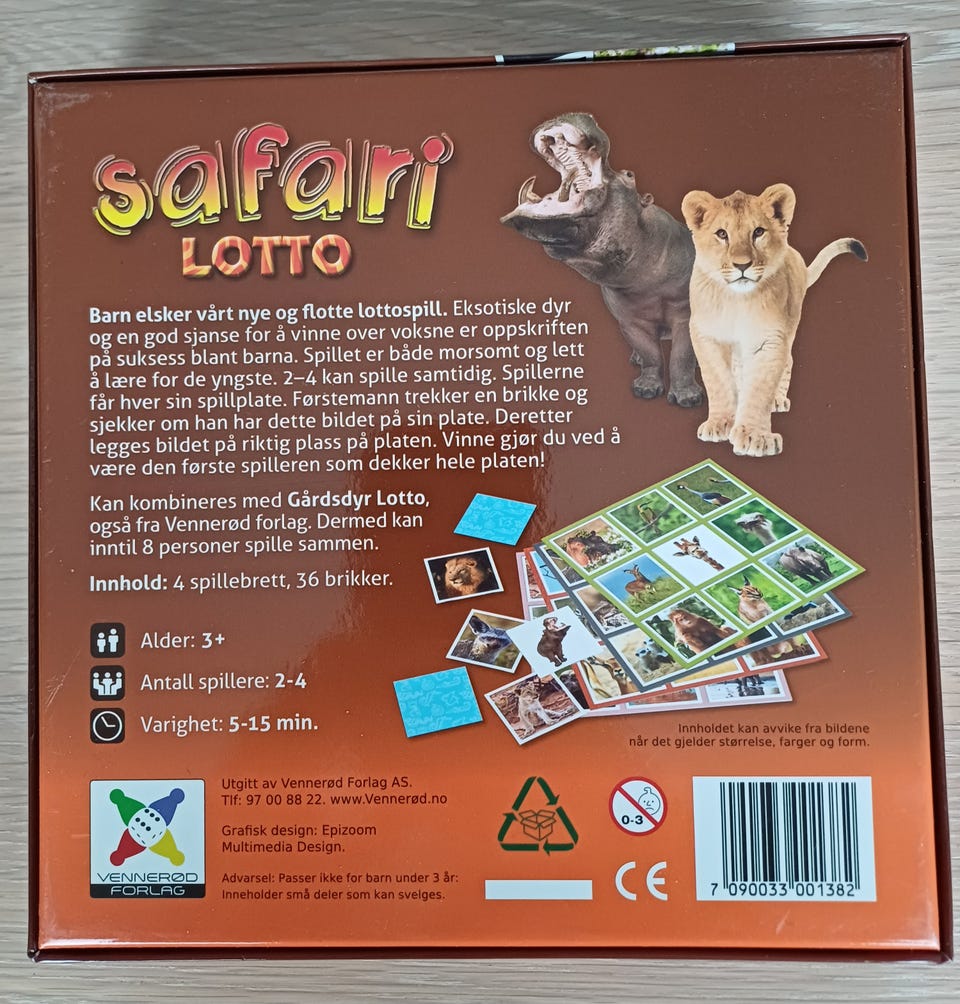 safari
LOTTO
Barn elsker vårt nye og flotte lottospill. Eksotiske dyr
og en god sjanse for å vinne over voksne er oppskriften
på suksess blant barna. Spillet er både morsomt og lett
å lære for de yngste. 2–4 kan spille samtidig. Spillerne
får hver sin spillplate. Førstemann trekker en brikke og
sjekker om han har dette bildet på sin plate. Deretter
legges bildet på riktig plass på platen. Vinne gjør du ved å
være den første spilleren som dekker hele platen!
Kan kombineres med Gårdsdyr Lotto,
også fra Vennerød forlag. Dermed kan
inntil 8 personer spille sammen.
Innhold: 4 spillebrett, 36 brikker.
Alder: 3+
Antall spillere: 2-4
Varighet: 5-15 min.
Innholdet kan avvike fra bildene
når det gjelder størrelse, farger og form.
VENNERØD
FORLAG
Utgitt av Vennerød Forlag AS.
Tlf: 97 00 88 22. www.Vennerød.no
Grafisk design: Epizoom
Multimedia Design.
Advarsel: Passer ikke for barn under 3 år:
Inneholder små deler som kan svelges.
0-3
CE
7 090033 001382